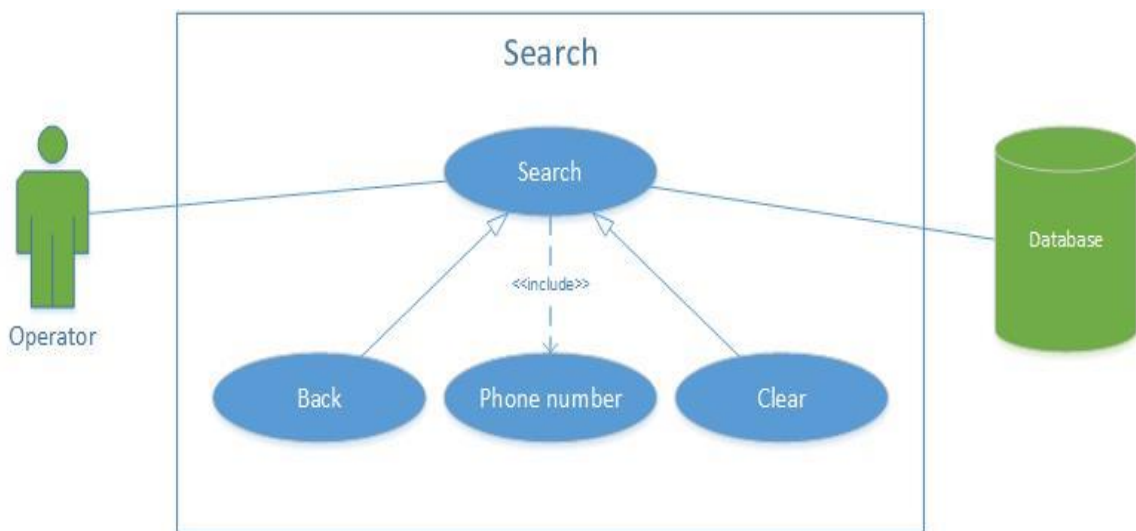 Search
Search
Database
<<include>>
Operator
Back
Phone number
Clear